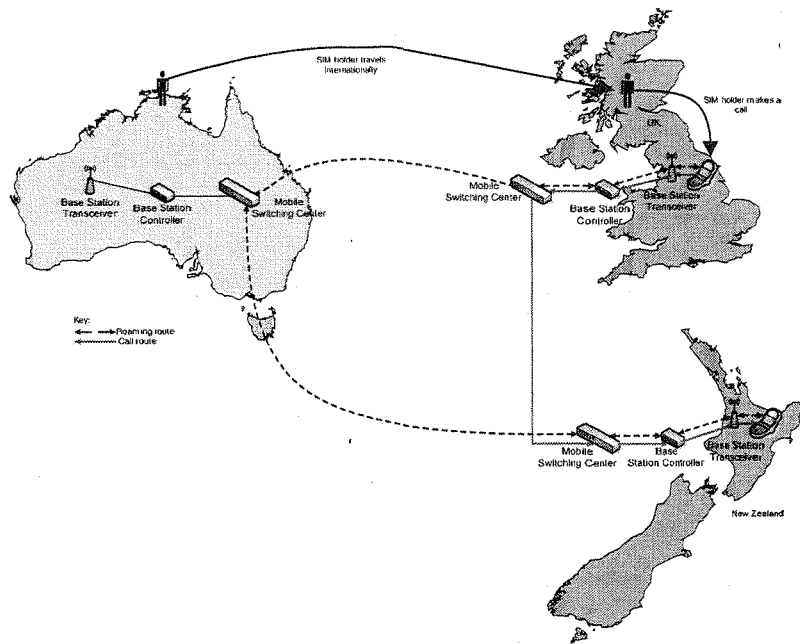 SIM holder travels
internationally
SIM holder makes a
call
UK
Base Station
Transceiver
Base Station
Controller
Mobile
Switching Center
Mobile
Switching Center
Base Station
Controller
Base Station
Transceiver
Key:
Roaming route
Call route
Mobile
Switching Center
Base
Station Controller
Base Station
Transceiver
New Zealand